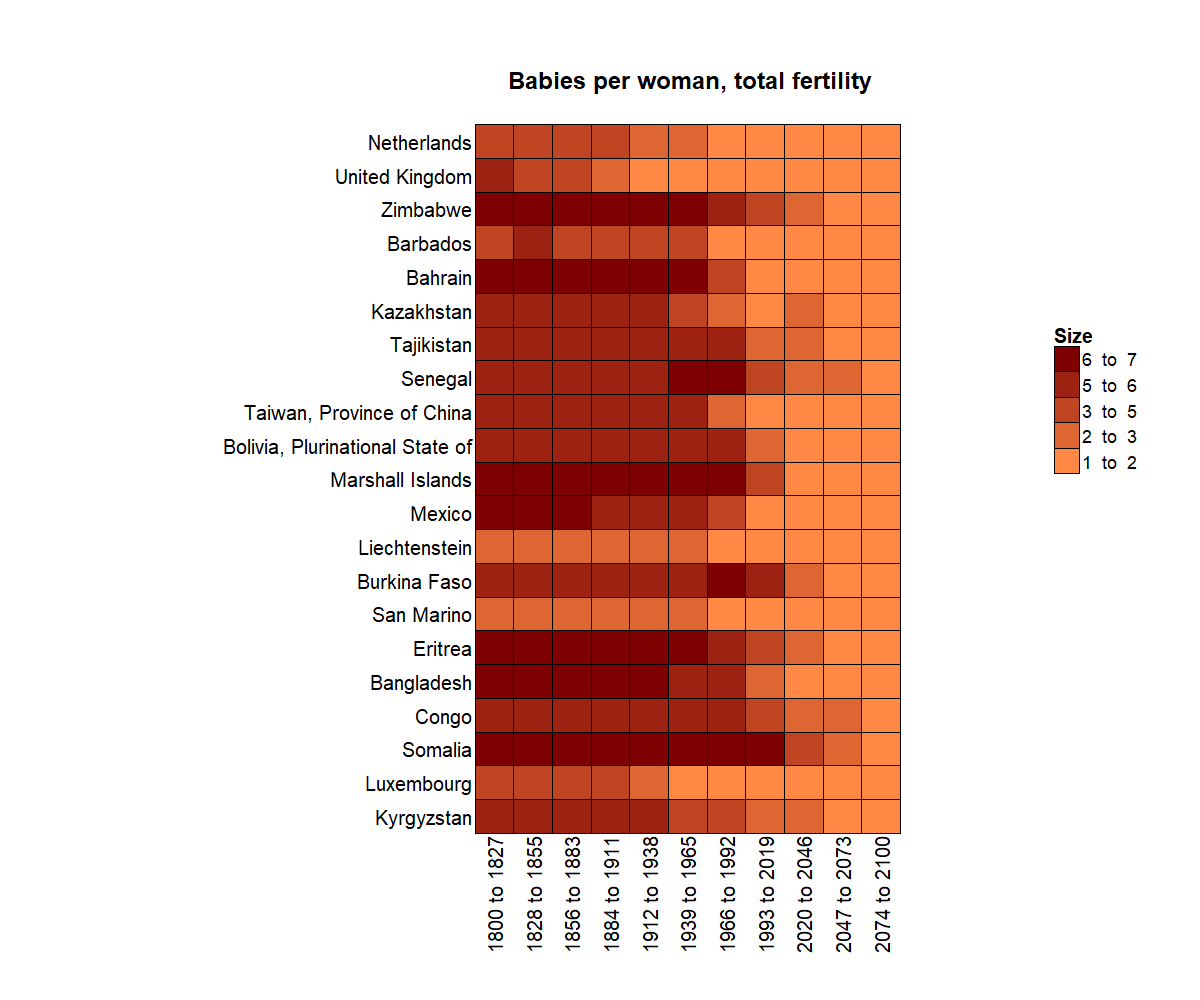 Babies per woman, total fertility
Netherlands
United Kingdom
Zimbabwe
Barbados
Bahrain
Kazakhstan
Tajikistan
Senegal
Taiwan, Province of China
Bolivia, Plurinational State of
Marshall Islands
Mexico
Liechtenstein
Burkina Faso
San Marino
Eritrea
Bangladesh
Congo
Somalia
Luxembourg
Kyrgyzstan
1800 to 1827
1828 to 1855
1856 to 1883
1884 to 1911
1912 to 1938
1939 to 1965
1966 to 1992
1993 to 2019
2020 to 2046
2047 to 2073
2074 to 2100
Size
6 to 7
5 to 6
3 to 5
2 to 3
1 to 2